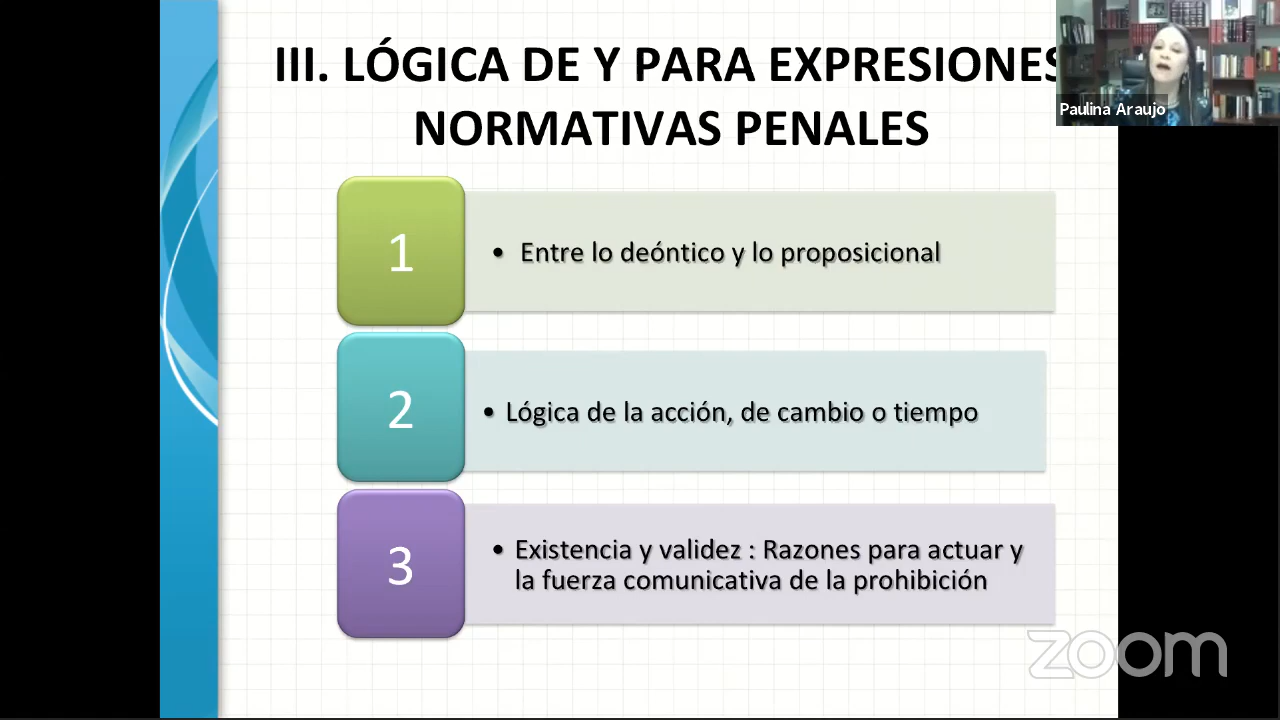 III. LÓGICA DE Y PARA EXPRESIONES
NORMATIVAS PENALES
Paulina Araujo
1
• Entre lo deóntico y lo proposicional
2
• Lógica de la acción, de cambio o tiempo
3
• Existencia y validez : Razones para actuar y
la fuerza comunicativa de la prohibición
zoom